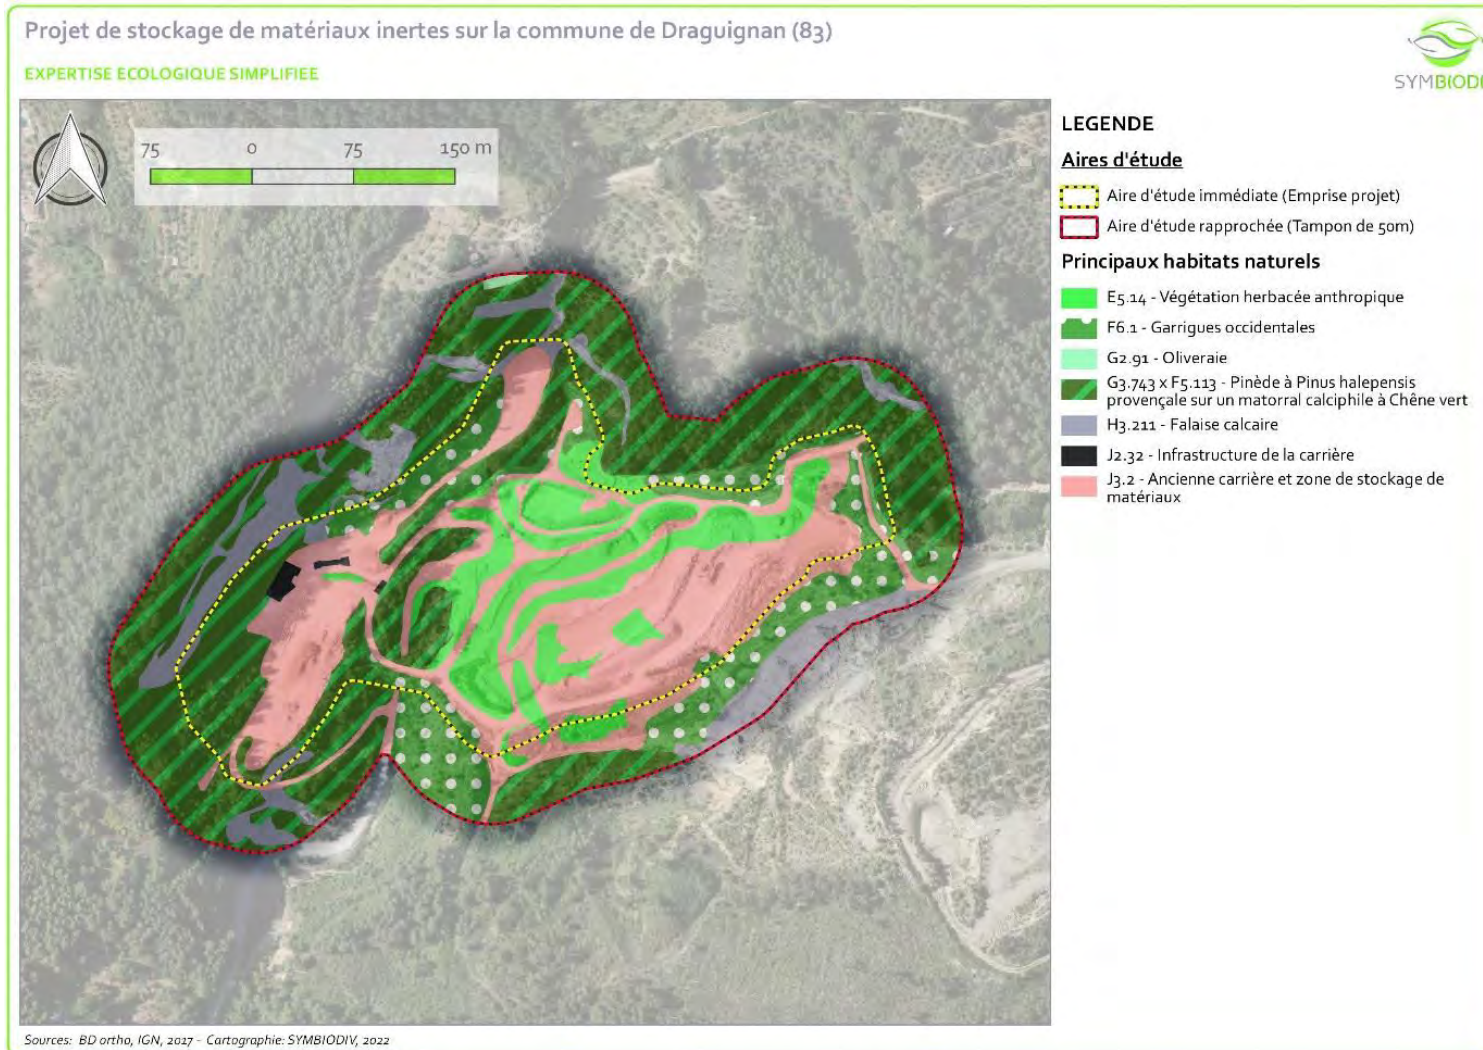 Projet de stockage de matériaux inertes sur la commune de Draguignan (83)
EXPERTISE ECOLOGIQUE SIMPLIFIEE
SYMBIODI
75 0 75 150 m
LEGENDE
Aires d'étude
Aire d'étude immédiate (Emprise projet)
Aire d'étude rapprochée (Tampon de 50m)
Principaux habitats naturels
E5.14 - Végétation herbacée anthropique
F6.1 - Garrigues occidentales
G2.91 - Oliveraie
G3.743 x F5.113 - Pinède à Pinus halepensis
provençale sur un matorral calciphile à Chêne vert
H3.211 - Falaise calcaire
J2.32 - Infrastructure de la carrière
J3.2 - Ancienne carrière et zone de stockage de
matériaux
Sources: BD ortho, IGN, 2017 - Cartographie: SYMBIODIV, 2022